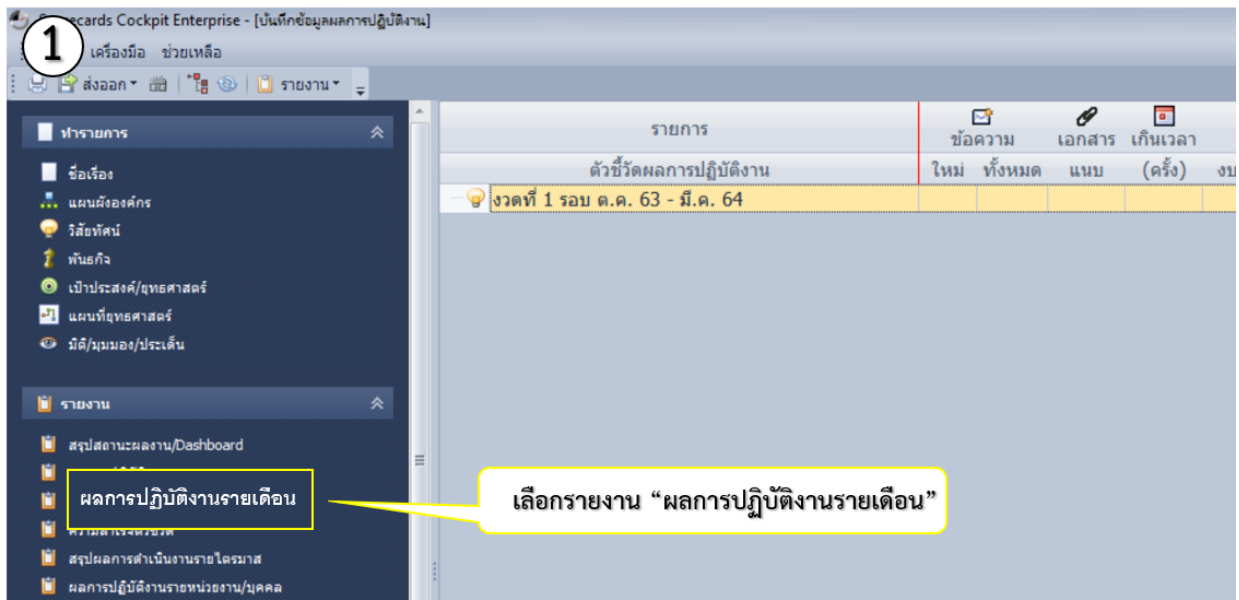 cards Cockpit Enterprise - [บันทึกข้อมูลผลการปฏิบัติงาน]
1
เครื่องมือ ช่วยเหลือ
ส่งออก รายงาน
ทำรายการ
ชื่อเรื่อง
แผนผังองค์กร
วิสัยทัศน์
พันธกิจ
เป้าประสงค์/ยุทธศาสตร์
แผนที่ยุทธศาสตร์
มิติ/มุมมอง/ประเด็น
รายงาน
สรุปสถานะผลงาน/Dashboard
ผลการปฏิบัติงานรายเดือน
สรุปผลการดำเนินงานรายไตรมาส
ผลการปฏิบัติงานรายหน่วยงาน/บุคคล
รายการ ข้อความ เอกสาร เกินเวลา
ตัวชี้วัดผลการปฏิบัติงาน ใหม่ ทั้งหมด แนบ (ครั้ง) งบ
งวดที่ 1 รอบ ต.ค. 63 - มี.ค. 64
เลือกรายงาน “ผลการปฏิบัติงานรายเดือน”